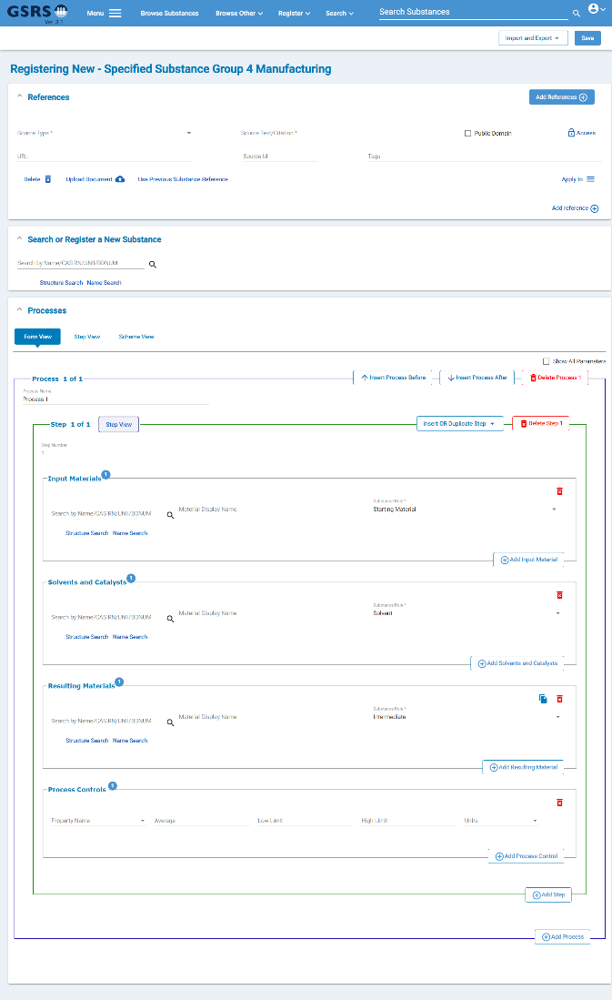 GSRS
Ver. 3.1
Menu
Browse Substances
Browse Other
Register
Search
Search Substances
Import and Export
Save
Registering New - Specified Substance Group 4 Manufacturing
References
Add References
Source Type *
Source Text/Citation *
Public Domain
Access
URL
Source Id
Tags
Delete
Upload Document
Use Previous Substance Reference
Apply to
Add reference
Search or Register a New Substance
Search by Name/CAS RN/UNII/BDNUM
Structure Search Name Search
Processes
Form View
Step View
Scheme View
Show All Parameters
Process 1 of 1
Insert Process Before
Insert Process After
Delete Process 1
Process Name
Process 1
Step 1 of 1
Step View
Insert OR Duplicate Step
Delete Step 1
Step Number
1
Input Materials 1
Search by Name/CAS RN/UNII/BDNUM
Material Display Name
Substance Role *
Starting Material
Structure Search Name Search
Add Input Material
Solvents and Catalysts 1
Search by Name/CAS RN/UNII/BDNUM
Material Display Name
Substance Role *
Solvent
Structure Search Name Search
Add Solvents and Catalysts
Resulting Materials 1
Search by Name/CAS RN/UNII/BDNUM
Material Display Name
Substance Role *
Intermediate
Structure Search Name Search
Add Resulting Material
Process Controls 1
Property Name
Average
Low Limit
High Limit
Units
Add Process Control
Add Step
Add Process